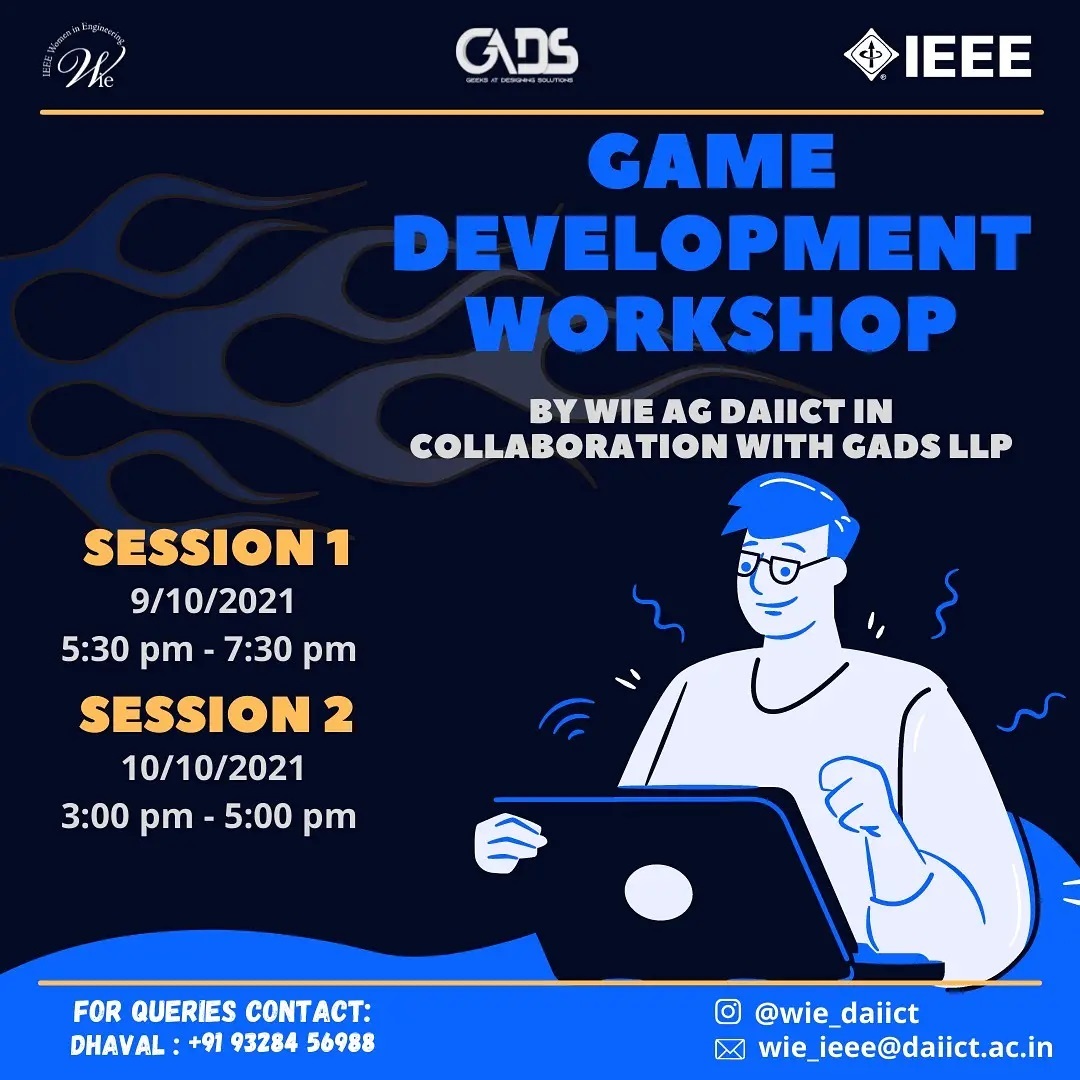 IEEE Women in Engineering
Wie
GADS
GEEKS AT DESIGNING SOLUTIONS
IEEE
GAME
DEVELOPMENT
WORKSHOP
BY WIE AG DAIICT IN
COLLABORATION WITH GADS LLP
SESSION 1
9/10/2021
5:30 pm - 7:30 pm
SESSION 2
10/10/2021
3:00 pm - 5:00 pm
FOR QUERIES CONTACT:
DHAVAL : +91 93284 56988
@wie_daiict
wie_ieee@daiict.ac.in